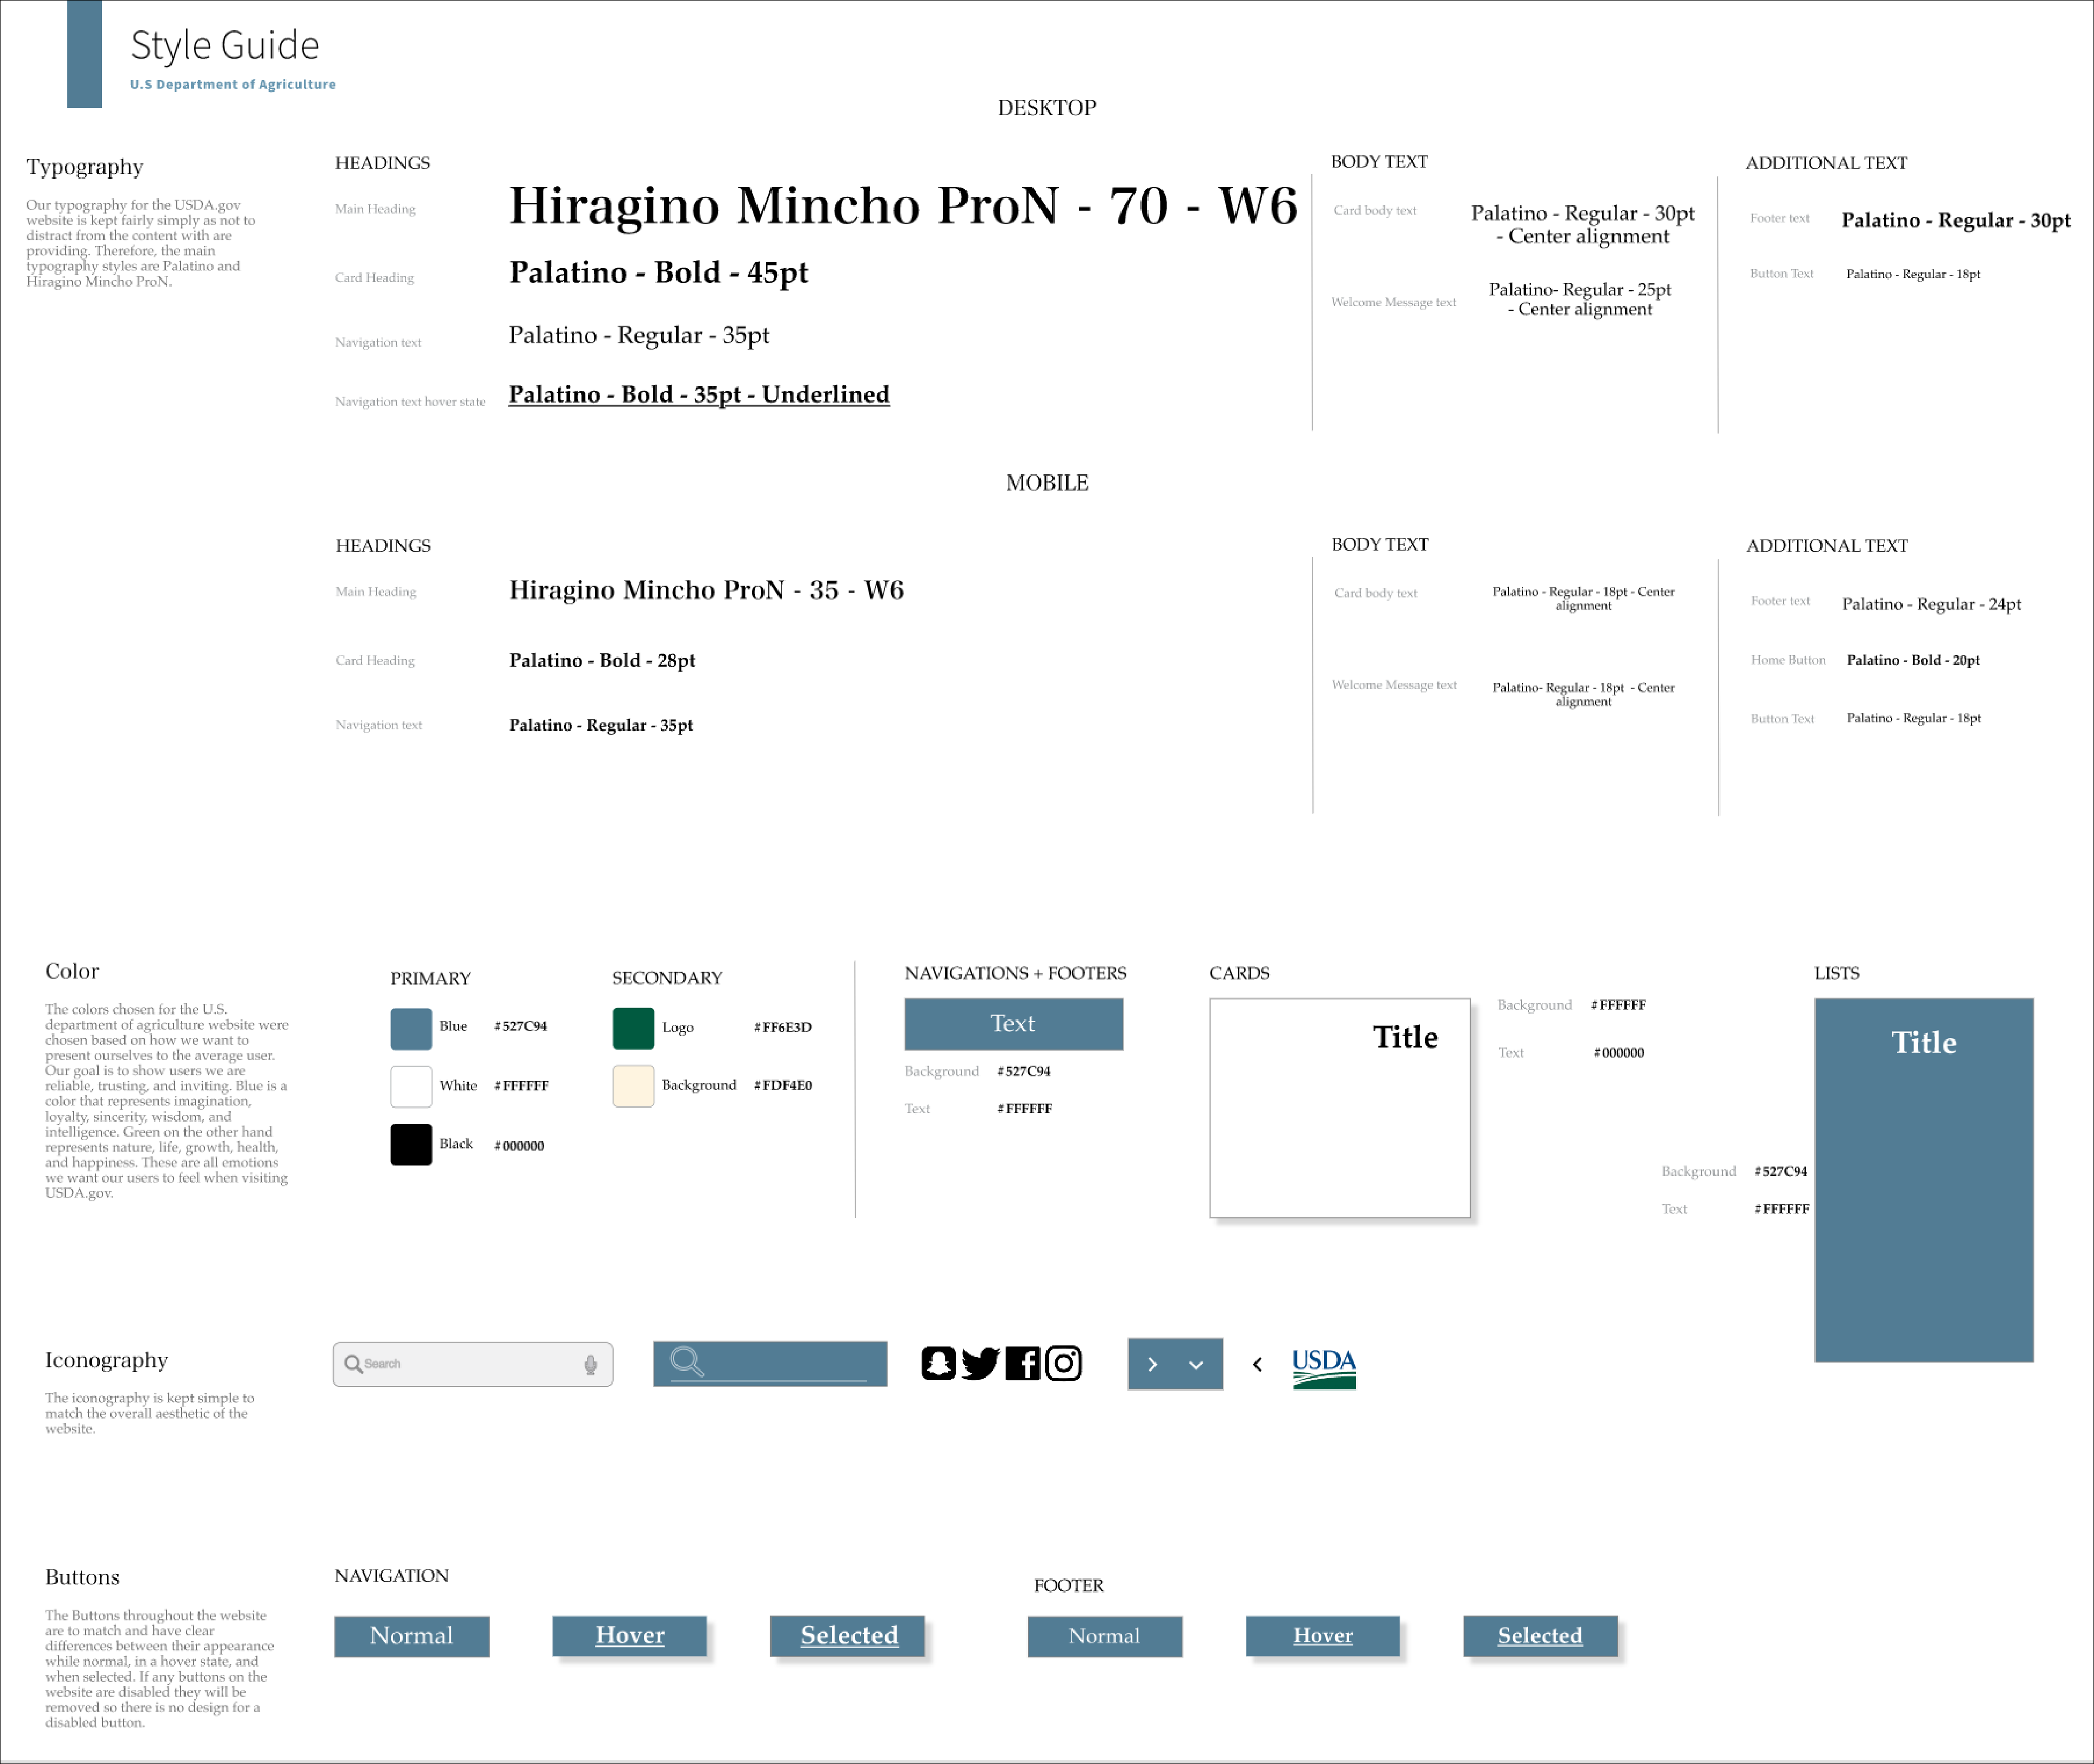 Style Guide
U.S Department of Agriculture
DESKTOP
Typography
Our typography for the USDA.gov
website is kept fairly simply as not to
distract from the content with are
providing. Therefore, the main
typography styles are Palatino and
Hiragino Mincho ProN.
HEADINGS
Main Heading
Hiragino Mincho ProN - 70 - W6
Card Heading
Palatino - Bold - 45pt
Navigation text
Palatino - Regular - 35pt
Navigation text hover state
Palatino - Bold - 35pt - Underlined
BODY TEXT
Card body text
Palatino - Regular - 30pt
- Center alignment
Welcome Message text
Palatino- Regular - 25pt
- Center alignment
ADDITIONAL TEXT
Footer text
Palatino - Regular - 30pt
Button Text
Palatino - Regular - 18pt
MOBILE
HEADINGS
Main Heading
Hiragino Mincho ProN - 35 - W6
Card Heading
Palatino - Bold - 28pt
Navigation text
Palatino - Regular - 35pt
BODY TEXT
Card body text
Palatino - Regular - 18pt - Center
alignment
Welcome Message text
Palatino- Regular - 18pt - Center
alignment
ADDITIONAL TEXT
Footer text
Palatino - Regular - 24pt
Home Button
Palatino - Bold - 20pt
Button Text
Palatino - Regular - 18pt
Color
The colors chosen for the U.S.
department of agriculture website were
chosen based on how we want to
present ourselves to the average user.
Our goal is to show users we are
reliable, trusting, and inviting. Blue is a
color that represents imagination,
loyalty, sincerity, wisdom, and
intelligence. Green on the other hand
represents nature, life, growth, health,
and happiness. These are all emotions
we want our users to feel when visiting
USDA.gov.
PRIMARY
Blue #527C94
White #FFFFFF
Black #000000
SECONDARY
Logo #FF6E3D
Background #FDF4E0
NAVIGATIONS + FOOTERS
Text
Background #527C94
Text #FFFFFF
CARDS
Title
Background #FFFFFF
Text #000000
LISTS
Title
Background #527C94
Text #FFFFFF
Iconography
The iconography is kept simple to
match the overall aesthetic of the
website.
Search
USDA
Buttons
The Buttons throughout the website
are to match and have clear
differences between their appearance
while normal, in a hover state, and
when selected. If any buttons on the
website are disabled they will be
removed so there is no design for a
disabled button.
NAVIGATION
Normal
Hover
Selected
FOOTER
Normal
Hover
Selected